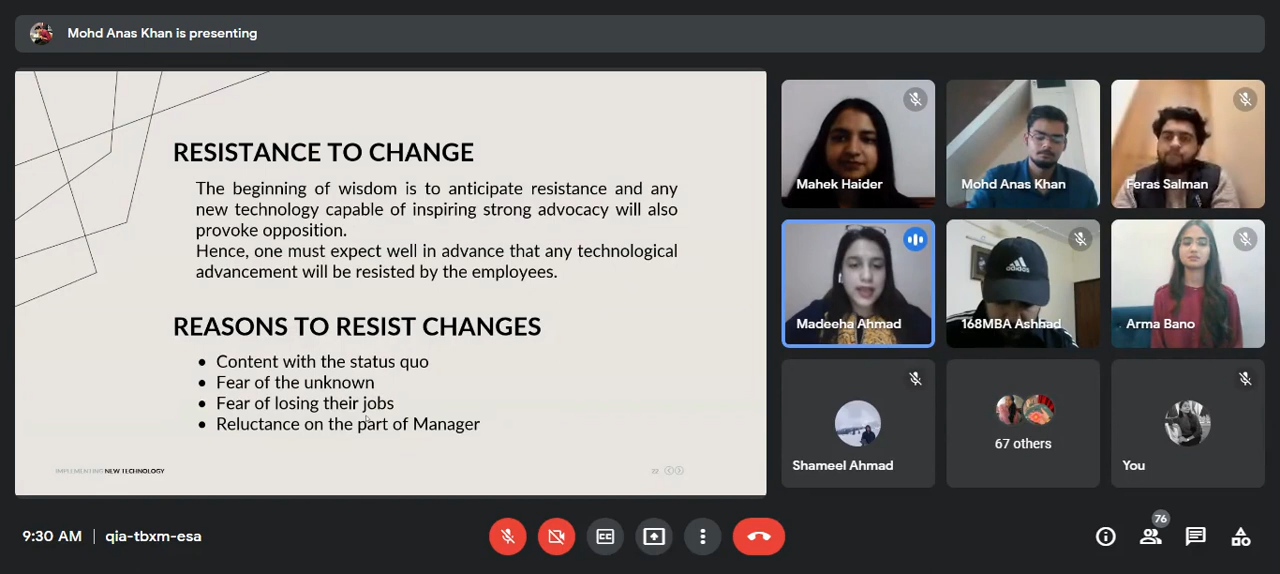 Mohd Anas Khan is presenting
RESISTANCE TO CHANGE
The beginning of wisdom is to anticipate resistance and any
new technology capable of inspiring strong advocacy will also
provoke opposition.
Hence, one must expect well in advance that any technological
advancement will be resisted by the employees.
REASONS TO RESIST CHANGES
• Content with the status quo
• Fear of the unknown
• Fear of losing their jobs
• Reluctance on the part of Manager
IMPLEMENTING NEW TECHNOLOGY
22
Mahek Haider
Mohd Anas Khan
Feras Salman
Madeeha Ahmad
adidas
168MBA Ashhad
Arma Bano
Shameel Ahmad
67 others
You
9:30 AM | qia-tbxm-esa
CC
76